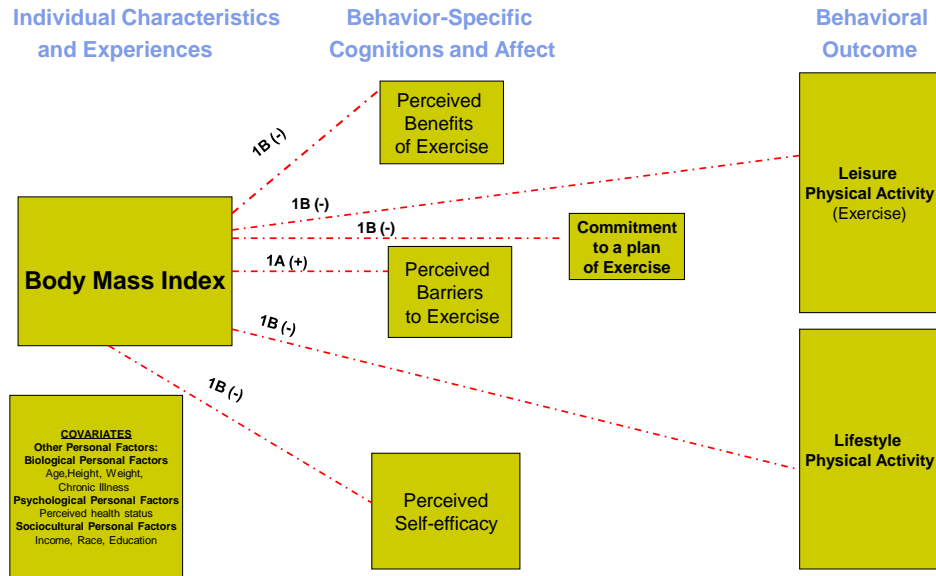 Individual Characteristics
and Experiences
Behavior-Specific
Cognitions and Affect
Behavioral
Outcome
Perceived
Benefits
of Exercise
1B (-)
1B (-)
1B (-)
1A (+)
1B (-)
1B (-)
Leisure
Physical Activity
(Exercise)
Commitment
to a plan
of Exercise
Body Mass Index
Perceived
Barriers
to Exercise
Lifestyle
Physical Activity
Perceived
Self-efficacy
COVARIATES
Other Personal Factors:
Biological Personal Factors
Age,Height, Weight,
Chronic Illness
Psychological Personal Factors
Perceived health status
Sociocultural Personal Factors
Income, Race, Education